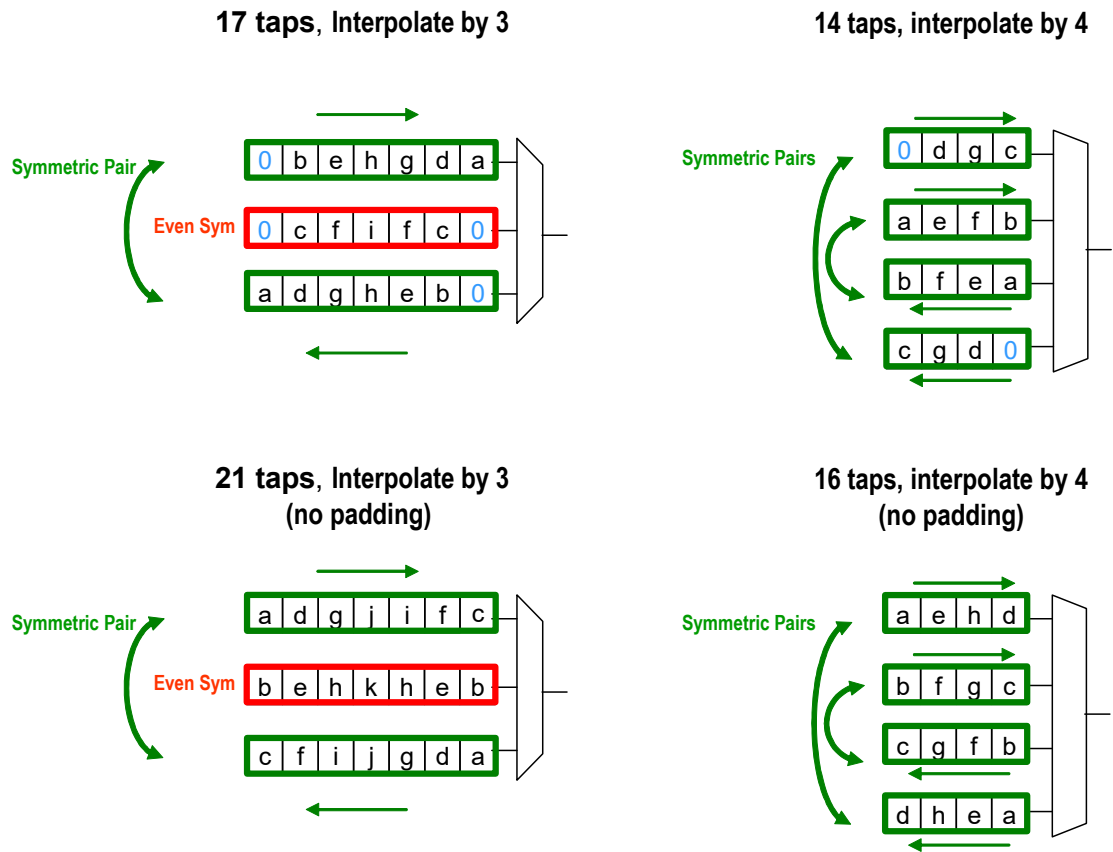 17 taps, Interpolate by 3
Symmetric Pair
0 b e h g d a
Even Sym
0 c f i f c 0
a d g h e b 0
14 taps, interpolate by 4
Symmetric Pairs
0 d g c
a e f b
b f e a
c g d 0
21 taps, Interpolate by 3
(no padding)
Symmetric Pair
a d g j i f c
Even Sym
b e h k h e b
c f i j g d a
16 taps, interpolate by 4
(no padding)
Symmetric Pairs
a e h d
b f g c
c g f b
d h e a